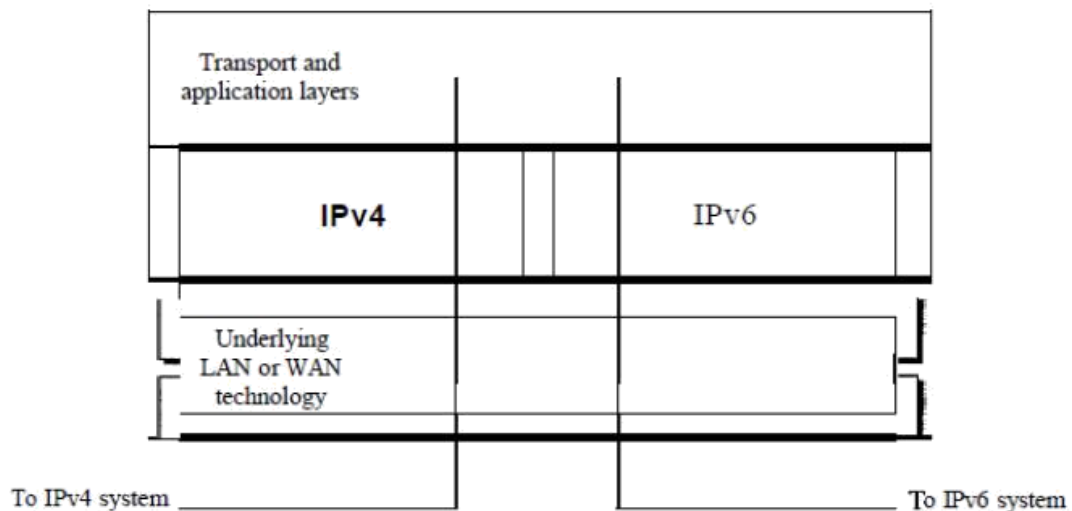 Transport and
application layers
IPv4
IPv6
Underlying
LAN or WAN
technology
To IPv4 system
To IPv6 system